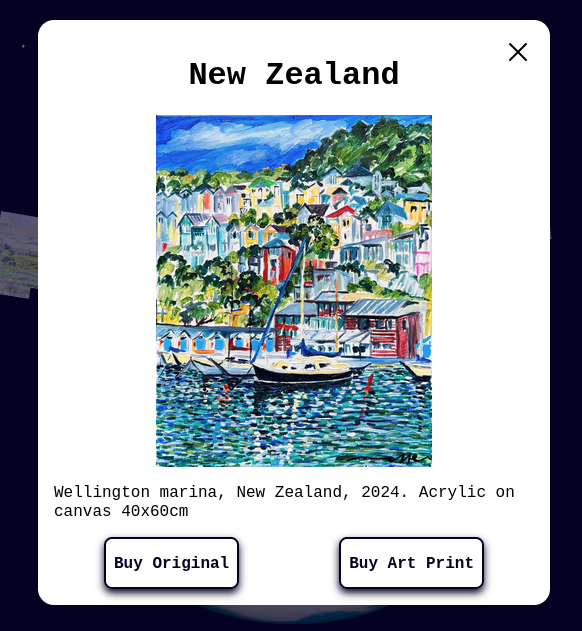 New Zealand
Wellington marina, New Zealand, 2024. Acrylic on
canvas 40x60cm
Buy Original
Buy Art Print